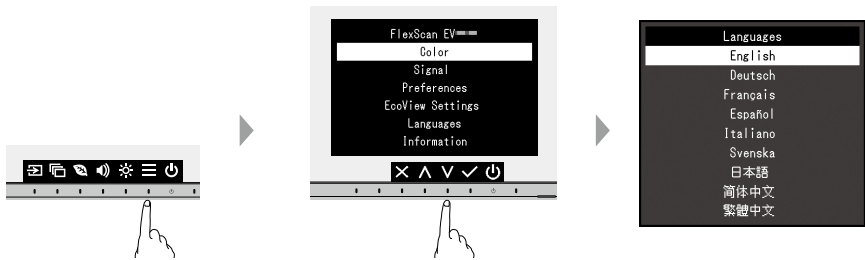 FlexScan EV
Color
Signal
Preferences
EcoView Settings
Languages
Information
Languages
English
Deutsch
Français
Español
Italiano
Svenska
日本語
简体中文
繁體中文